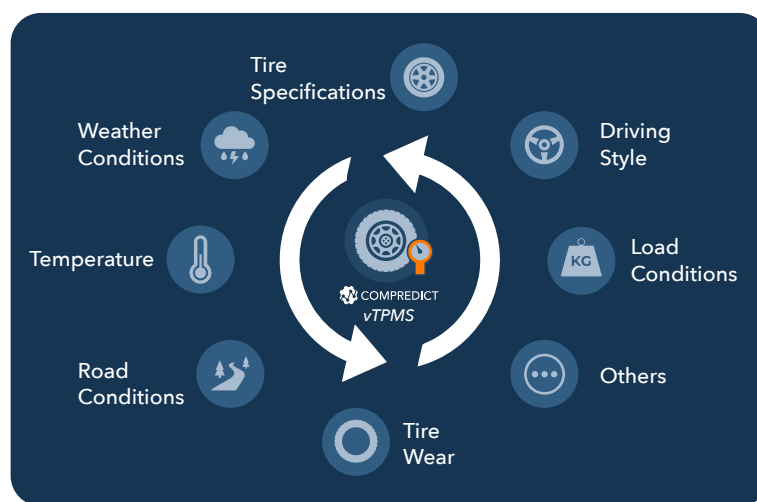 Tire
Specifications
Weather
Conditions
Driving
Style
Temperature
KG
Load
Conditions
COMPREDICT
vTPMS
Road
Conditions
Others
Tire
Wear